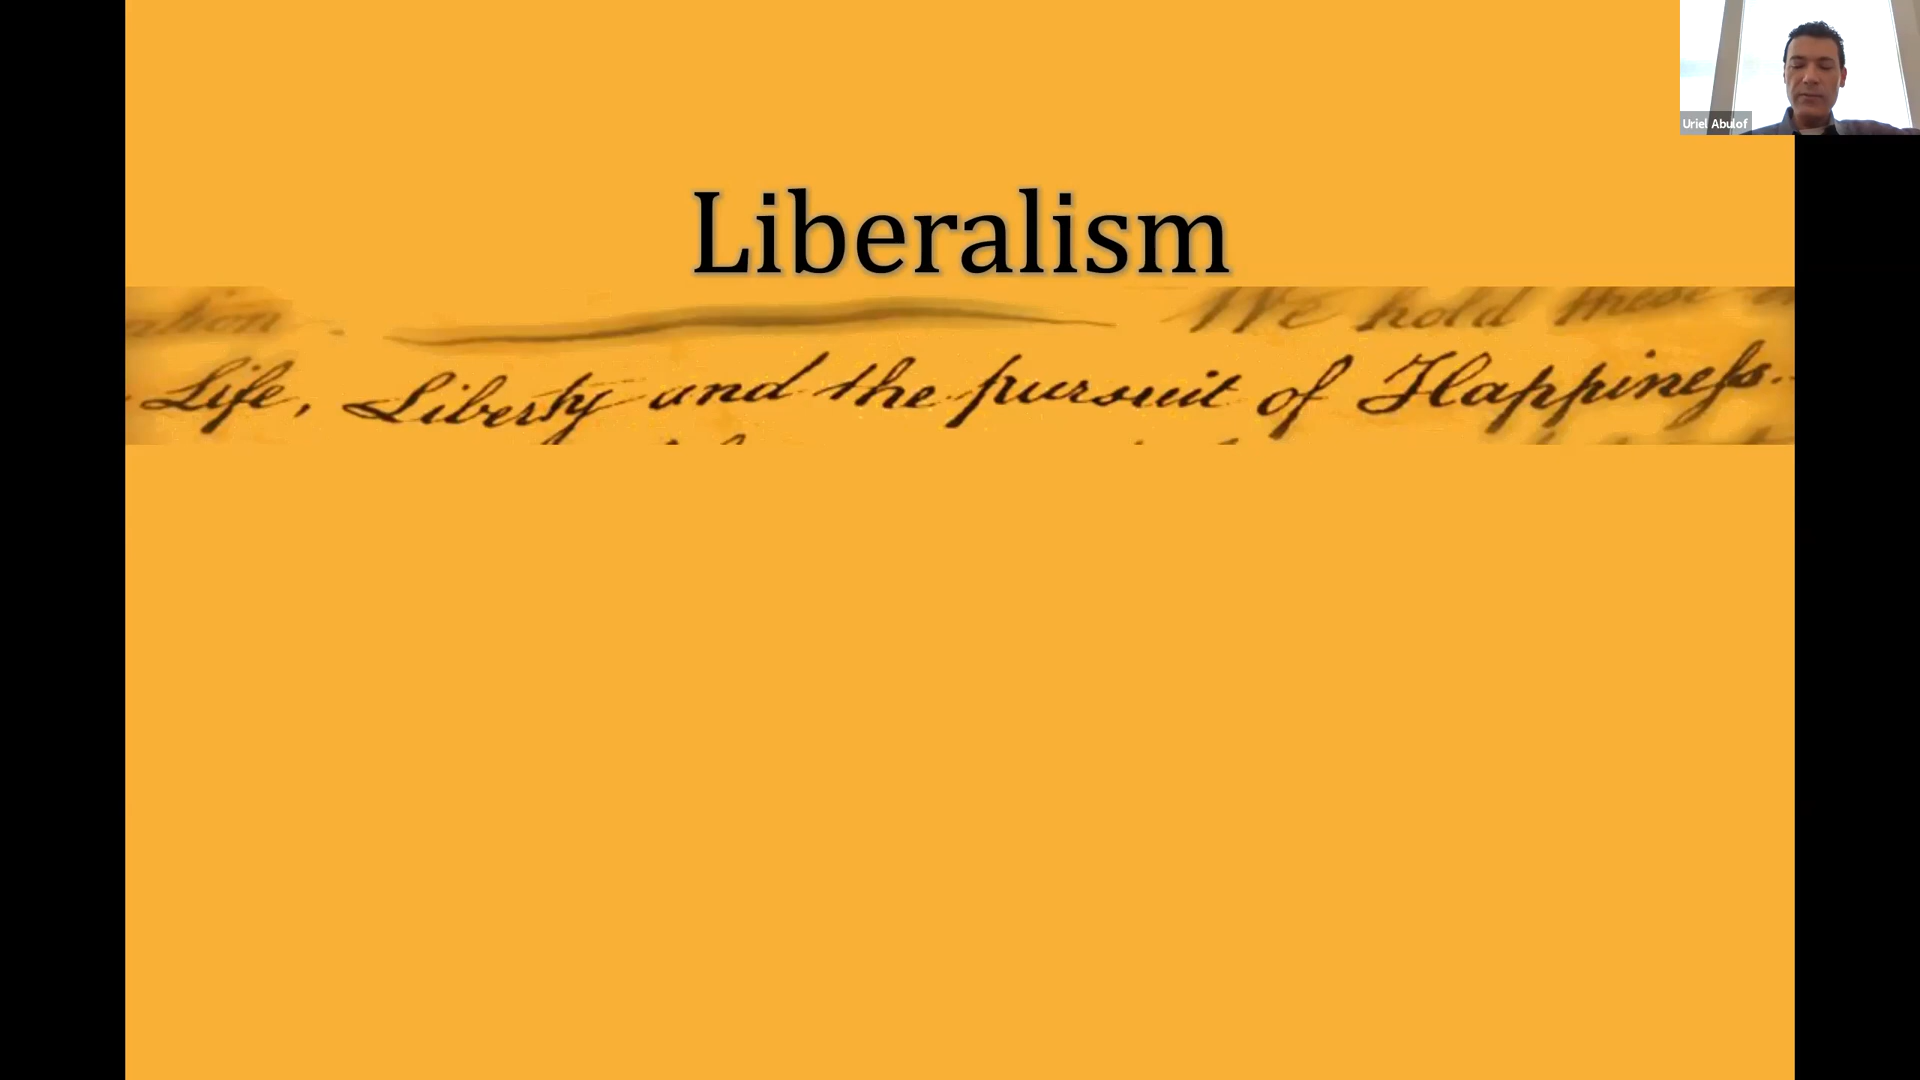 Uriel Abulof
Liberalism
We hold these
Life, Liberty and the pursuit of Happineſs.